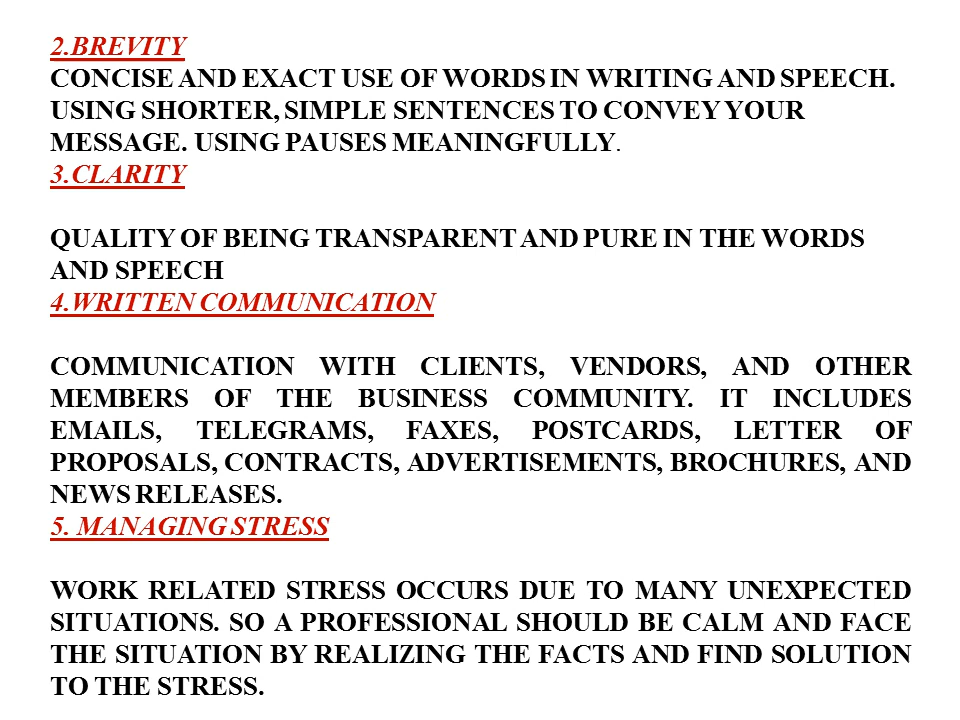 2.BREVITY
CONCISE AND EXACT USE OF WORDS IN WRITING AND SPEECH.
USING SHORTER, SIMPLE SENTENCES TO CONVEY YOUR
MESSAGE. USING PAUSES MEANINGFULLY.
3.CLARITY
QUALITY OF BEING TRANSPARENT AND PURE IN THE WORDS
AND SPEECH
4.WRITTEN COMMUNICATION
COMMUNICATION WITH CLIENTS, VENDORS, AND OTHER
MEMBERS OF THE BUSINESS COMMUNITY. IT INCLUDES
EMAILS, TELEGRAMS, FAXES, POSTCARDS, LETTER OF
PROPOSALS, CONTRACTS, ADVERTISEMENTS, BROCHURES, AND
NEWS RELEASES.
5. MANAGING STRESS
WORK RELATED STRESS OCCURS DUE TO MANY UNEXPECTED
SITUATIONS. SO A PROFESSIONAL SHOULD BE CALM AND FACE
THE SITUATION BY REALIZING THE FACTS AND FIND SOLUTION
TO THE STRESS.